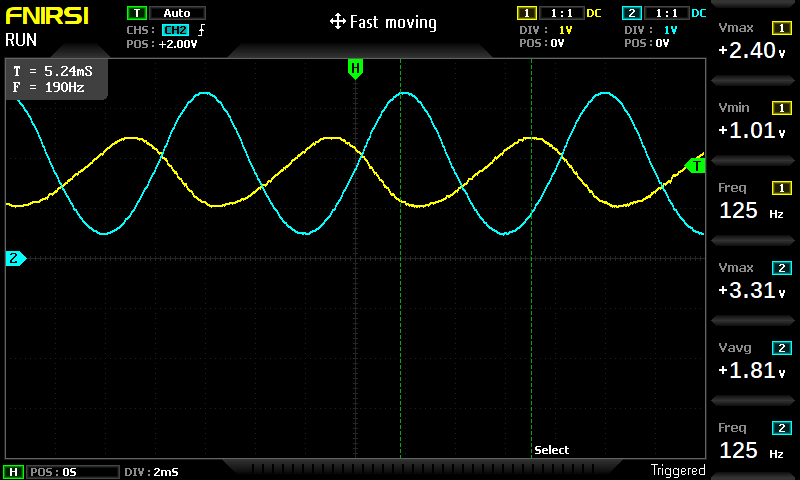 FNIRSI
RUN
T Auto
CHS: CH2
POS: +2.00V
Fast moving
1 1:1 DC
DIV: 1V
POS: 0V
2 1:1 DC
DIV: 1V
POS: 0V
T = 5.24mS
F = 190Hz
H
T
2
Select
Vmax 1
+2.40v
Vmin 1
+1.01v
Freq 1
125 Hz
Vmax 2
+3.31v
Vavg 2
+1.81v
Freq 2
125 Hz
H POS: 0S DIV: 2mS
Triggered